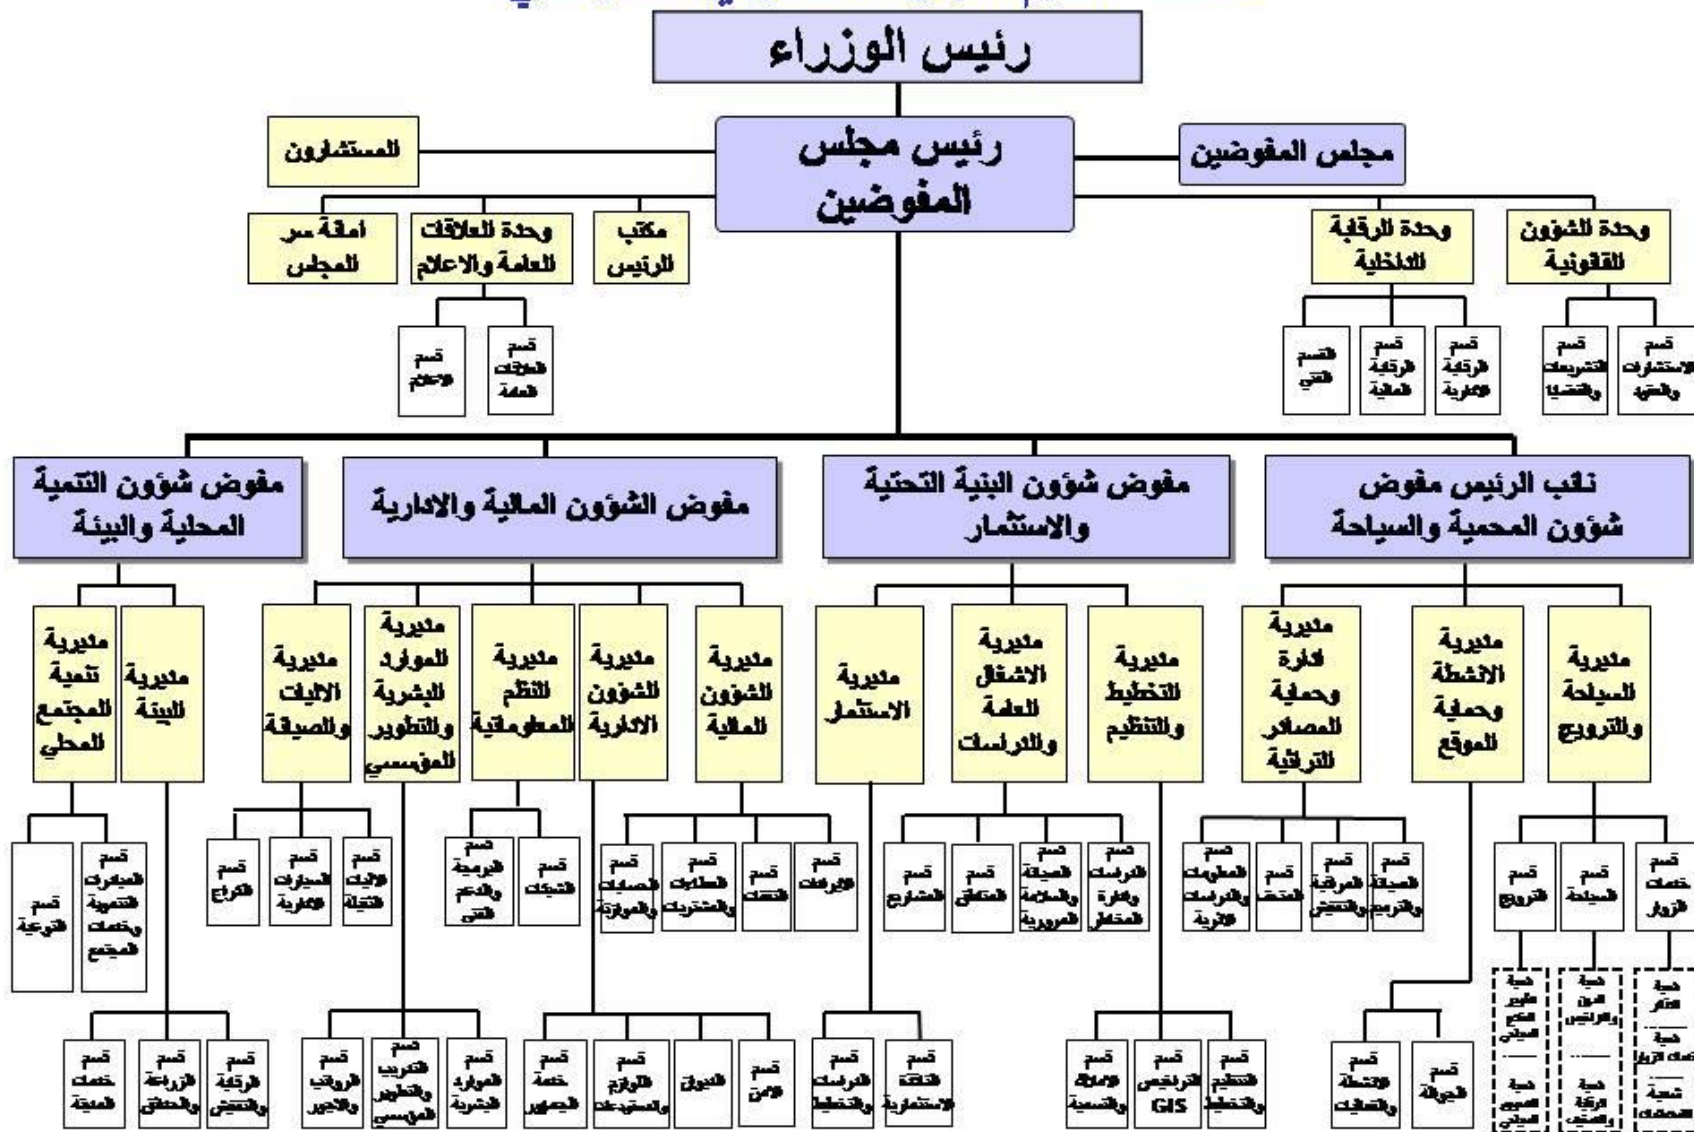 رئيس الوزراء
رئيس مجلس
المفوضين
مجلس المفوضين
المستشارون
وحدة الشؤون
القانونية
وحدة الرقابة
الداخلية
مكتب
الرئيس
وحدة العلاقات
العامة والاعلام
امانة سر
المجلس
قسم
الاستشارات
والعقود
قسم
التشريعات
والقضايا
قسم
الرقابة
الادارية
قسم
الرقابة
المالية
القسم
الفني
قسم
العلاقات
العامة
قسم
الاعلام
نائب الرئيس مفوض
شؤون المحمية والسياحة
مفوض شؤون البنية التحتية
والاستثمار
مفوض الشؤون المالية والادارية
مفوض شؤون التنمية
المحلية والبيئة
مديرية
السياحة
والترويج
مديرية
الانشطة
وحماية
الموقع
مديرية
ادارة
وحماية
المصادر
التراثية
مديرية
التخطيط
والتنظيم
مديرية
الاشغال
العامة
والدراسات
مديرية
الاستثمار
مديرية
الشؤون
المالية
مديرية
الشؤون
الادارية
مديرية
النظم
المعلوماتية
مديرية
الموارد
البشرية
والتطوير
المؤسسي
مديرية
الاليات
والصيانة
مديرية
البيئة
مديرية
تنمية
المجتمع
المحلي
قسم
خدمات
الزوار
قسم
السياحة
قسم
الترويج
قسم
الصيانة
والترميم
قسم
المراقبة
والتفتيش
قسم
المتحف
قسم
المعلومات
والدراسات
الاثرية
قسم
الدراسات
وادارة
المخاطر
قسم
الصيانة
والسلامة
المرورية
قسم
المناطق
قسم
المشاريع
قسم
الايرادات
قسم
النفقات
قسم
العطاءات
والمشتريات
قسم
الحسابات
والموازنة
قسم
الشبكات
قسم
البرمجة
والدعم
الفني
قسم
الاليات
الثقيلة
قسم
السيارات
الادارية
قسم
الكراج
قسم
المبادرات
التنموية
وخدمات
المجتمع
قسم
التوعية
قسم
الجوالة
قسم
الانشطة
والفعاليات
قسم
التنظيم
والتخطيط
قسم
الترخيص
GIS
قسم
الاملاك
والتسمية
قسم
النافذة
الاستثمارية
قسم
الدراسات
والتخطيط
قسم
الامن
قسم
الديوان
قسم
اللوازم
والمستودعات
قسم
خدمة
الجمهور
قسم
الموارد
البشرية
قسم
التدريب
والتطوير
المؤسسي
قسم
الرواتب
والاجور
قسم
الرقابة
والتفتيش
قسم
الزراعة
والحدائق
قسم
خدمات
المدينة